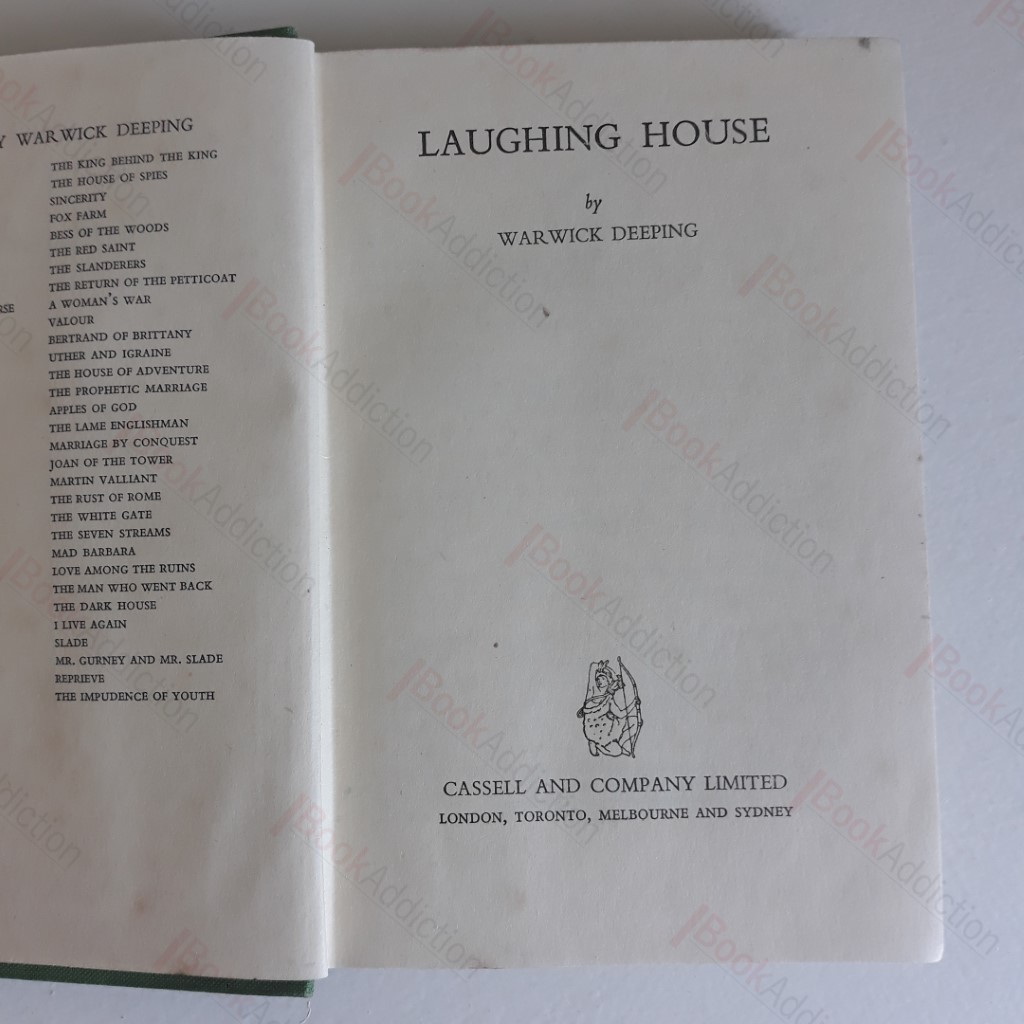 Y WARWICK DEEPING
THE KING BEHIND THE KING
THE HOUSE OF SPIES
SINCERITY
FOX FARM
BESS OF THE WOODS
THE RED SAINT
THE SLANDERERS
THE RETURN OF THE PETTICOAT
RSE
A WOMAN'S WAR
VALOUR
BERTRAND OF BRITTANY
UTHER AND IGRAINE
THE HOUSE OF ADVENTURE
THE PROPHETIC MARRIAGE
APPLES OF GOD
THE LAME ENGLISHMAN
MARRIAGE BY CONQUEST
JOAN OF THE TOWER
MARTIN VALLIANT
THE RUST OF ROME
THE WHITE GATE
THE SEVEN STREAMS
MAD BARBARA
LOVE AMONG THE RUINS
THE MAN WHO WENT BACK
THE DARK HOUSE
I LIVE AGAIN
SLADE
MR. GURNEY AND MR. SLADE
REPRIEVE
THE IMPUDENCE OF YOUTH
LAUGHING HOUSE
by
WARWICK DEEPING
CASSELL AND COMPANY LIMITED
LONDON, TORONTO, MELBOURNE AND SYDNEY
BookAddiction